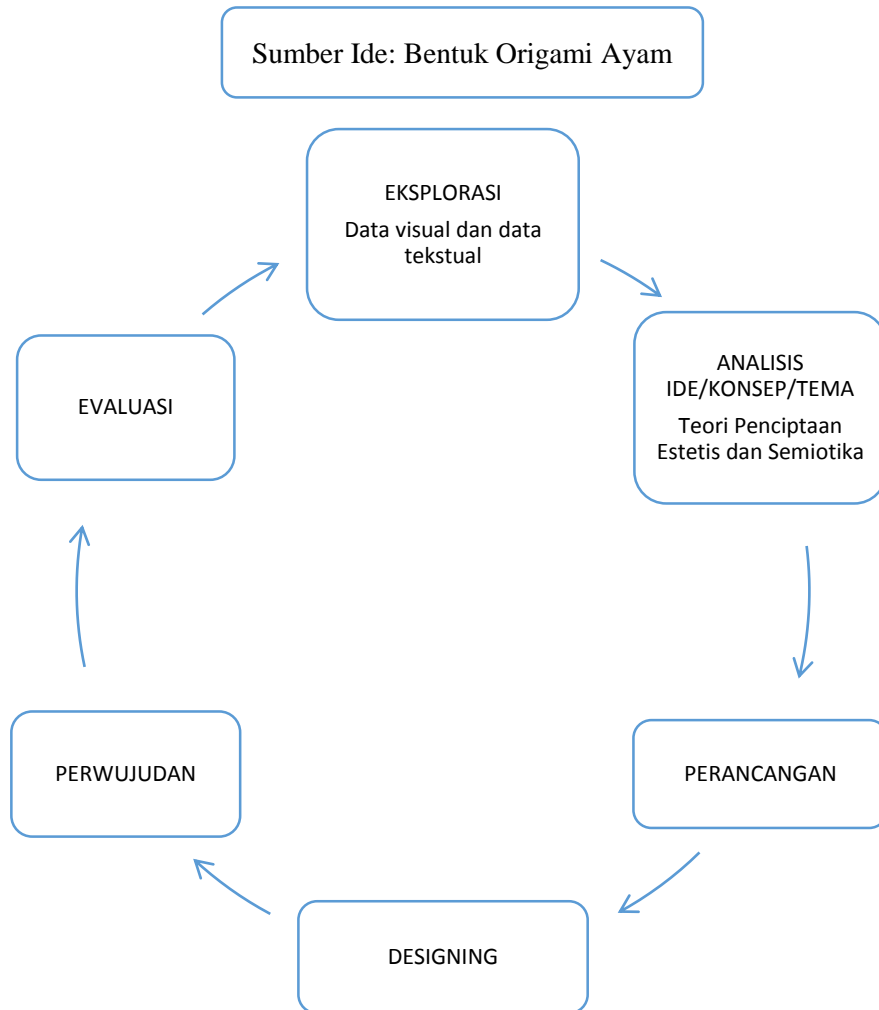 Sumber Ide: Bentuk Origami Ayam
EKSPLORASI
Data visual dan data
tekstual
ANALISIS
IDE/KONSEP/TEMA
Teori Penciptaan
Estetis dan Semiotika
PERANCANGAN
DESIGNING
PERWUJUDAN
EVALUASI